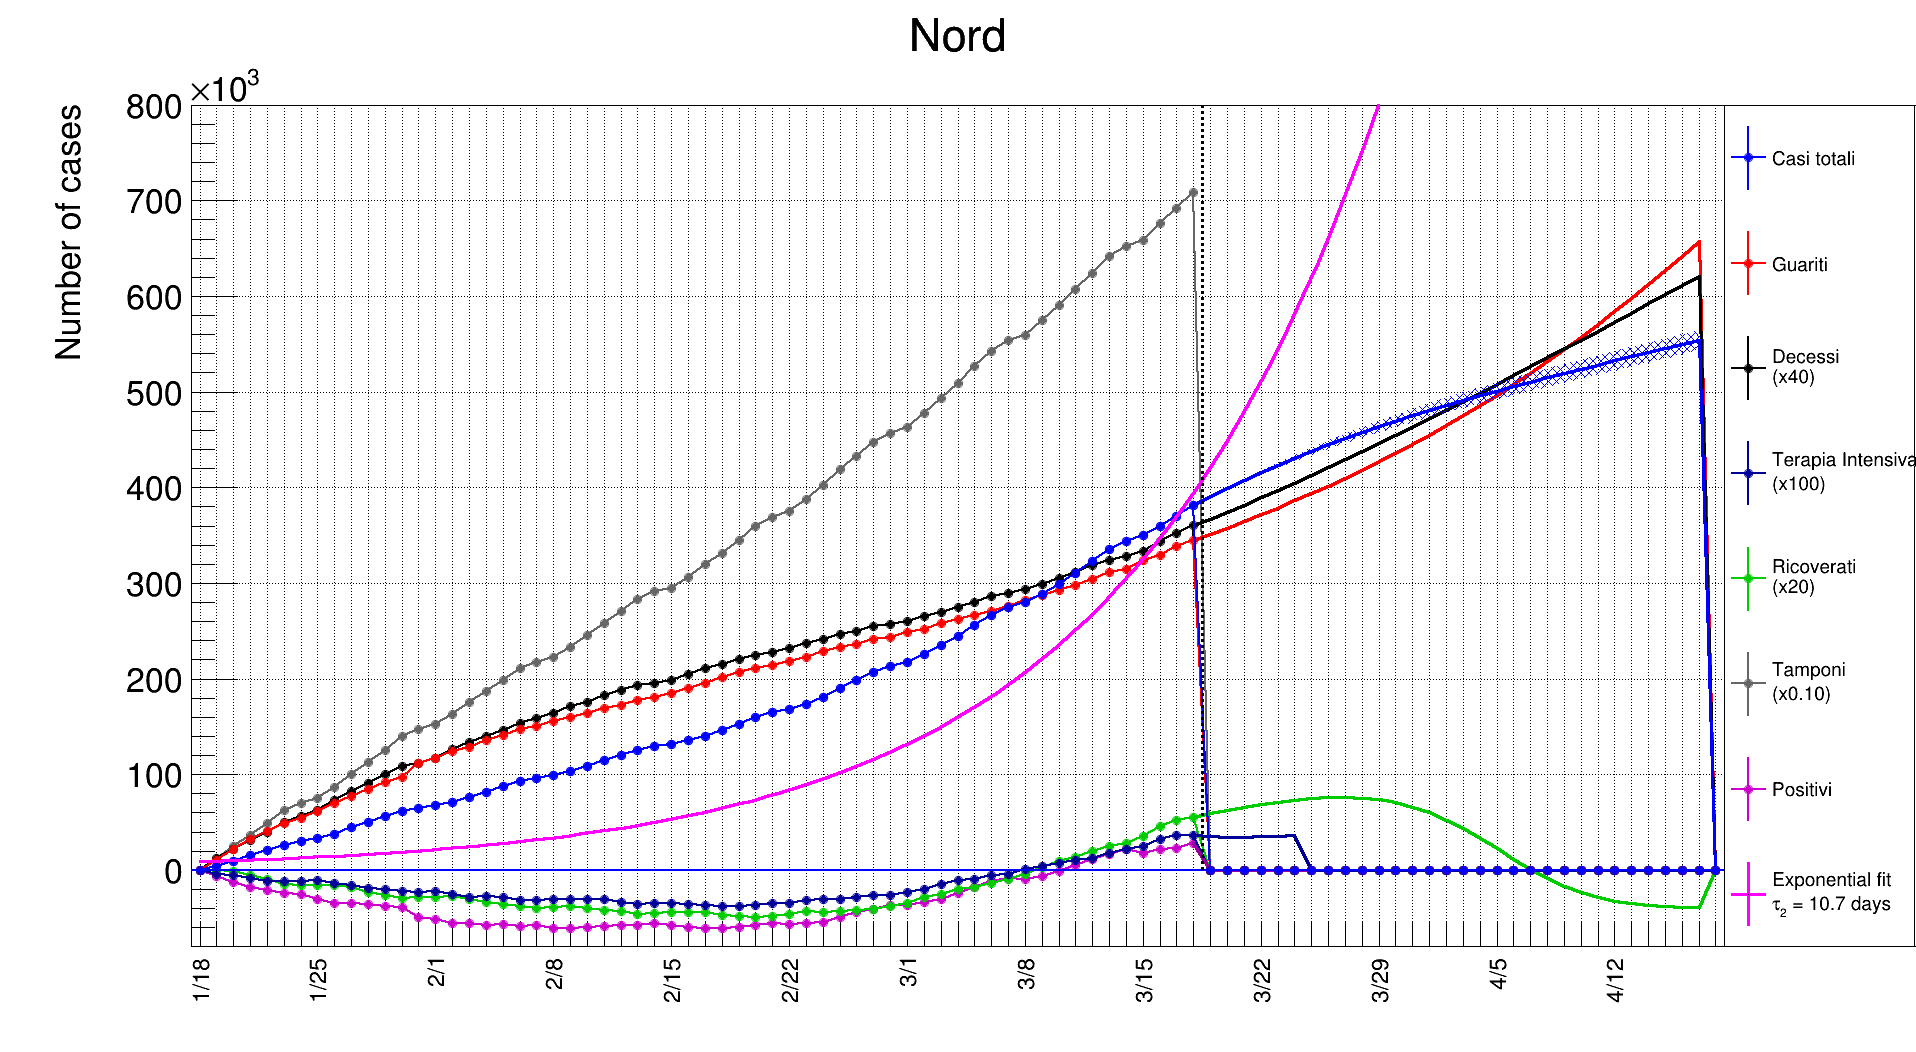 Nord
×10³
Number of cases
800
700
600
500
400
300
200
100
0
1/18
1/25
2/1
2/8
2/15
2/22
3/1
3/8
3/15
3/22
3/29
4/5
4/12
Casi totali
Guariti
Decessi
(x40)
Terapia Intensiva
(x100)
Ricoverati
(x20)
Tamponi
(x0.10)
Positivi
Exponential fit
τ₂ = 10.7 days